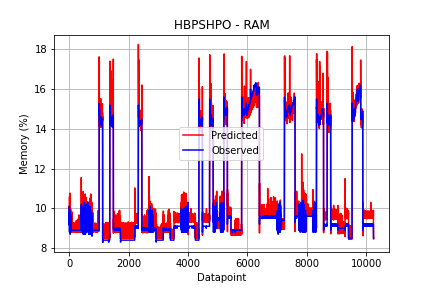 HBPSHPO - RAM
18
16
14
12
10
8
Memory (%)
Predicted
Observed
0
2000
4000
6000
8000
10000
Datapoint